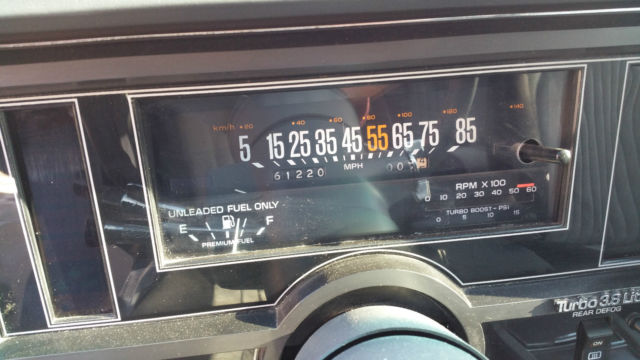 km/h 20 40 60 80 100 120 140
5 15 25 35 45 55 65 75 85
61220 MPH
UNLEADED FUEL ONLY
E F
PREMIUM FUEL
RPM X 100
0 10 20 30 40 50 60
TURBO BOOST - PSI
0 5 10 15
Turbo 3.8
REAR DEFOG
ON